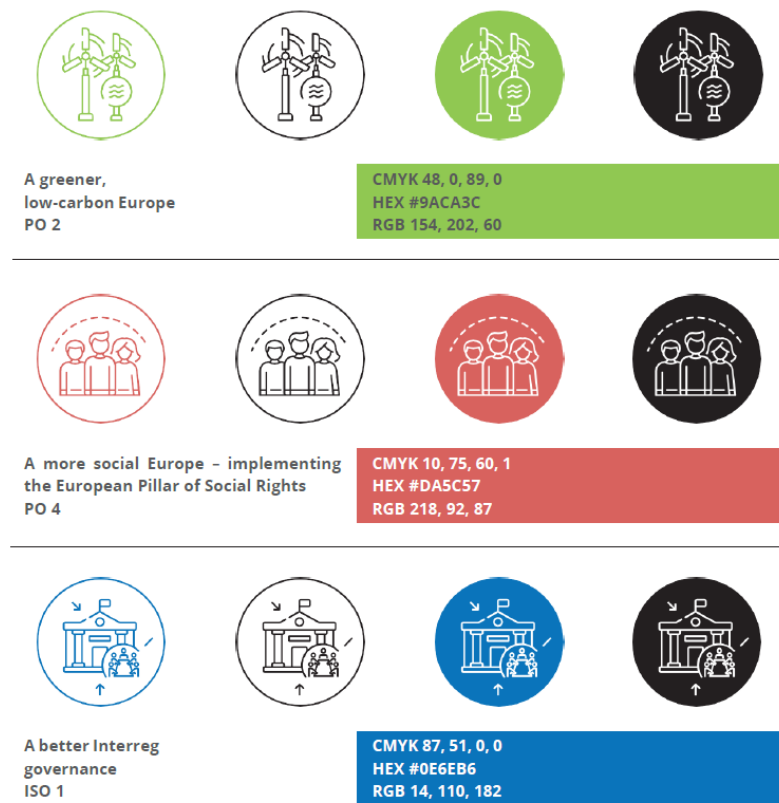 A greener,
low-carbon Europe
PO 2
CMYK 48, 0, 89, 0
HEX #9ACA3C
RGB 154, 202, 60
A more social Europe – implementing
the European Pillar of Social Rights
PO 4
CMYK 10, 75, 60, 1
HEX #DA5C57
RGB 218, 92, 87
A better Interreg
governance
ISO 1
CMYK 87, 51, 0, 0
HEX #0E6EB6
RGB 14, 110, 182